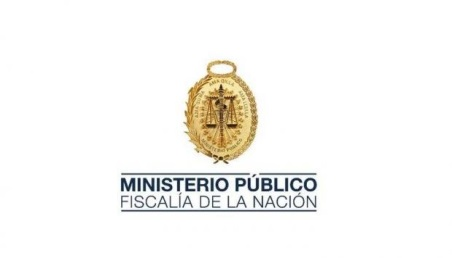 MINISTERIO PÚBLICO
FISCALÍA DE LA NACIÓN